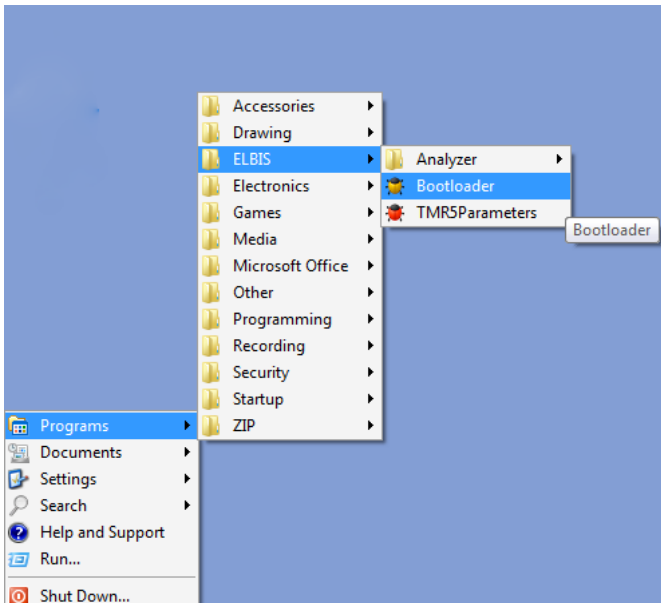 Accessories
Drawing
ELBIS
Electronics
Games
Media
Microsoft Office
Other
Programming
Recording
Security
Startup
ZIP
Analyzer
Bootloader
TMR5Parameters
Bootloader
Programs
Documents
Settings
Search
Help and Support
Run...
Shut Down...